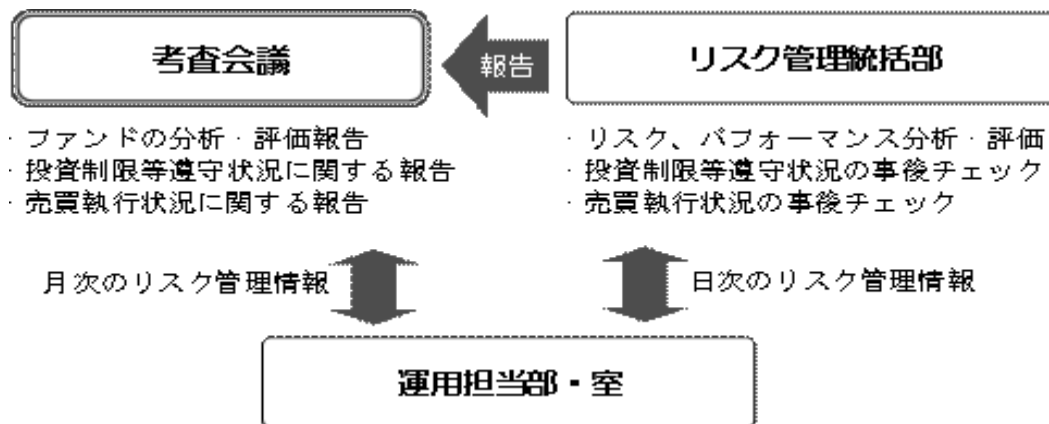 考査会議
報告
リスク管理統括部
・ファンドの分析・評価報告
・投資制限等遵守状況に関する報告
・売買執行状況に関する報告
・リスク、パフォーマンス分析・評価
・投資制限等遵守状況の事後チェック
・売買執行状況の事後チェック
月次のリスク管理情報
日次のリスク管理情報
運用担当部・室